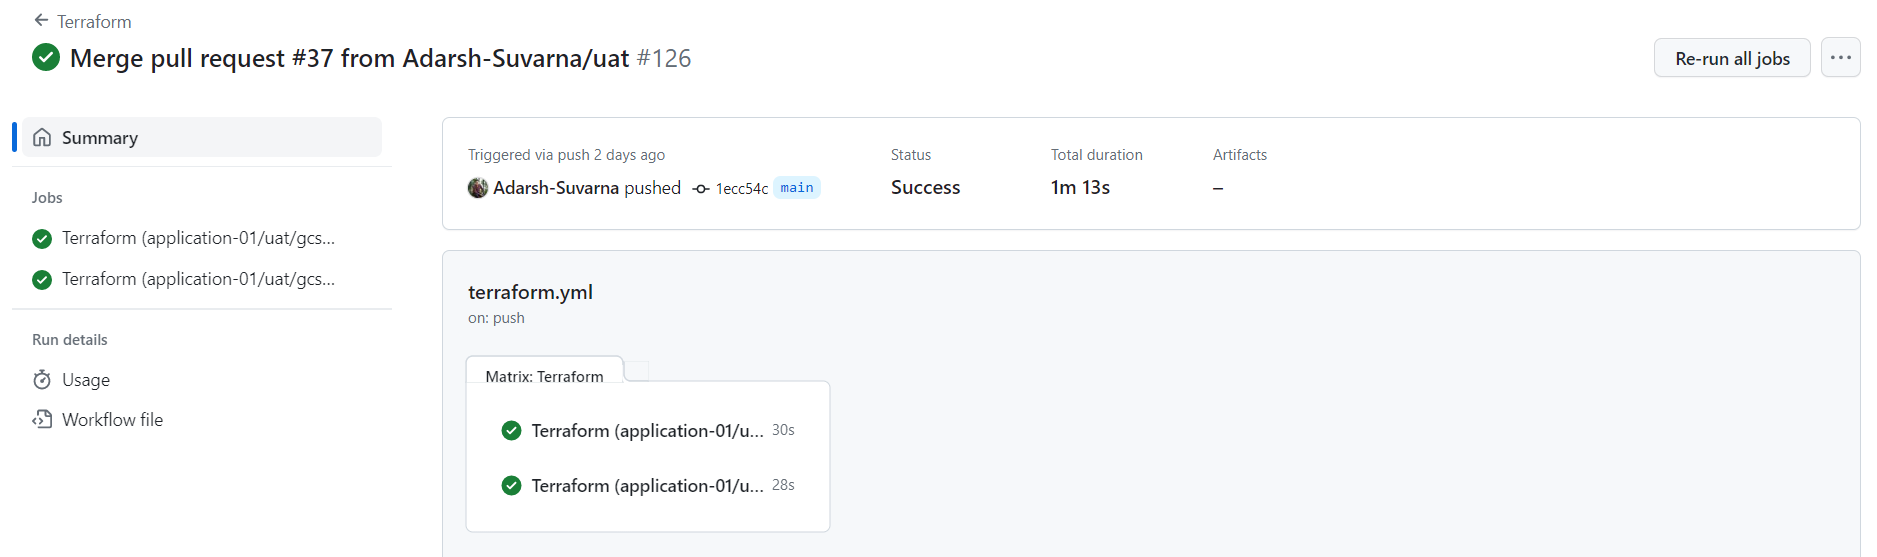 Terraform
Merge pull request #37 from Adarsh-Suvarna/uat #126
Re-run all jobs
Summary
Jobs
Terraform (application-01/uat/gcs...
Terraform (application-01/uat/gcs...
Run details
Usage
Workflow file
Triggered via push 2 days ago
Adarsh-Suvarna pushed 1ecc54c main
Status
Success
Total duration
1m 13s
Artifacts
–
terraform.yml
on: push
Matrix: Terraform
Terraform (application-01/u... 30s
Terraform (application-01/u... 28s